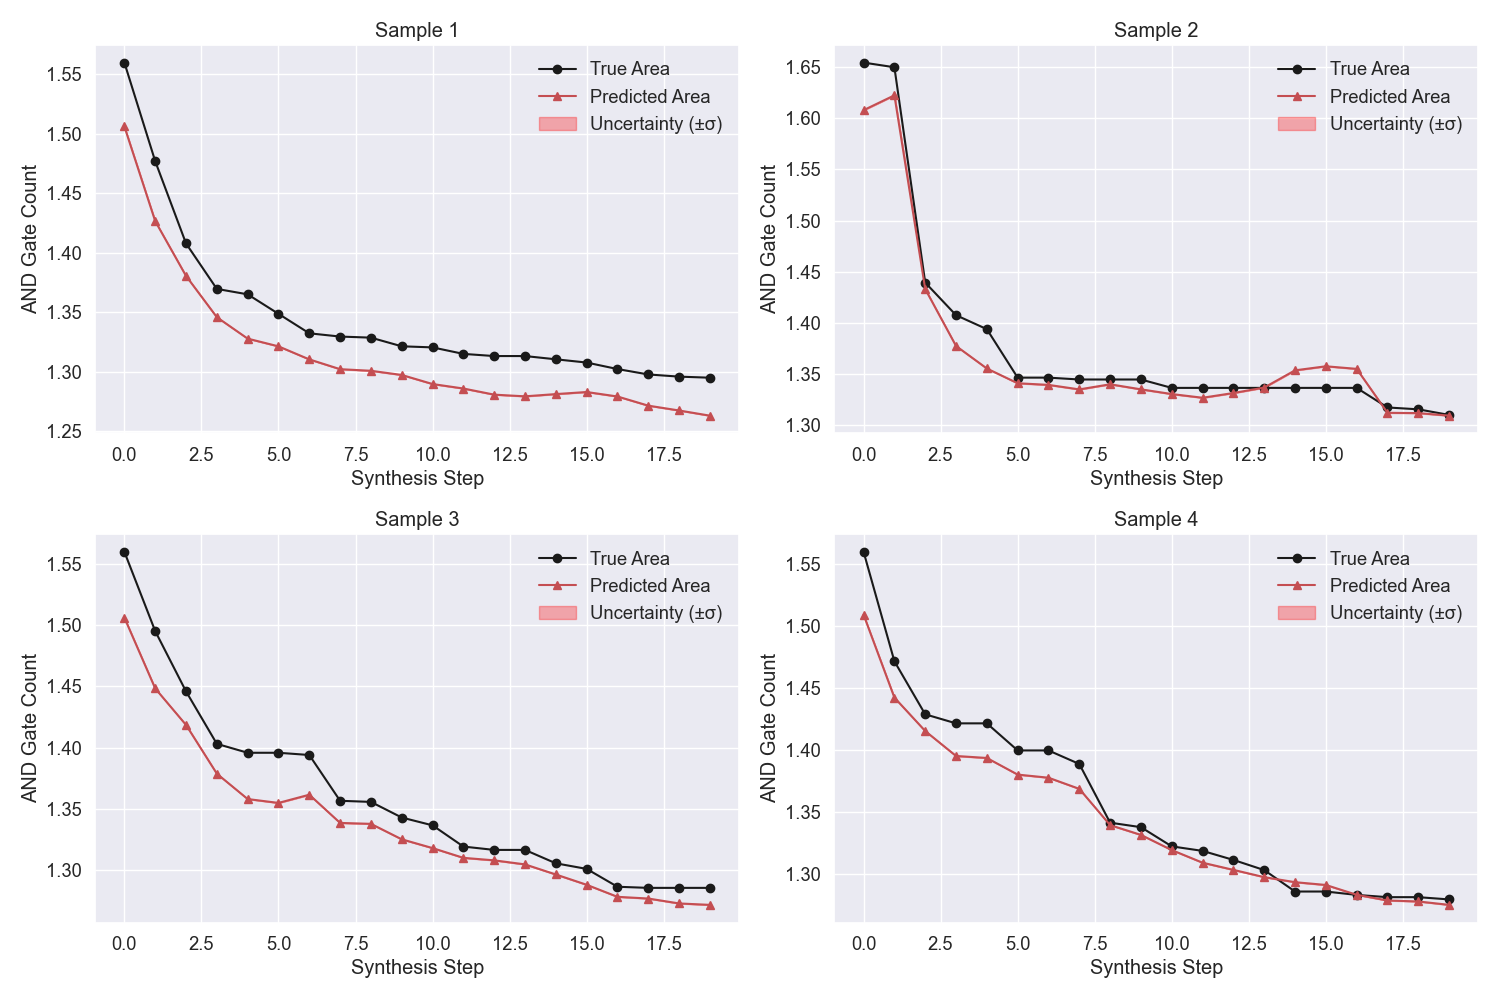 Sample 1
True Area
Predicted Area
Uncertainty (±σ)
1.55
1.50
1.45
1.40
1.35
1.30
1.25
AND Gate Count
0.0 2.5 5.0 7.5 10.0 12.5 15.0 17.5
Synthesis Step
Sample 2
True Area
Predicted Area
Uncertainty (±σ)
1.65
1.60
1.55
1.50
1.45
1.40
1.35
1.30
AND Gate Count
0.0 2.5 5.0 7.5 10.0 12.5 15.0 17.5
Synthesis Step
Sample 3
True Area
Predicted Area
Uncertainty (±σ)
1.55
1.50
1.45
1.40
1.35
1.30
AND Gate Count
0.0 2.5 5.0 7.5 10.0 12.5 15.0 17.5
Synthesis Step
Sample 4
True Area
Predicted Area
Uncertainty (±σ)
1.55
1.50
1.45
1.40
1.35
1.30
AND Gate Count
0.0 2.5 5.0 7.5 10.0 12.5 15.0 17.5
Synthesis Step